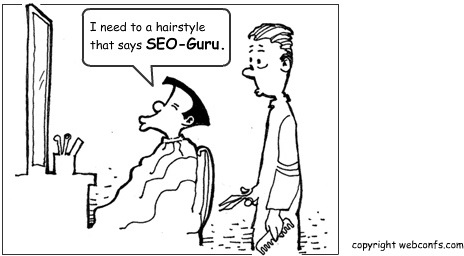 I need to a hairstyle
that says SEO-Guru.
copyright webconfs.com